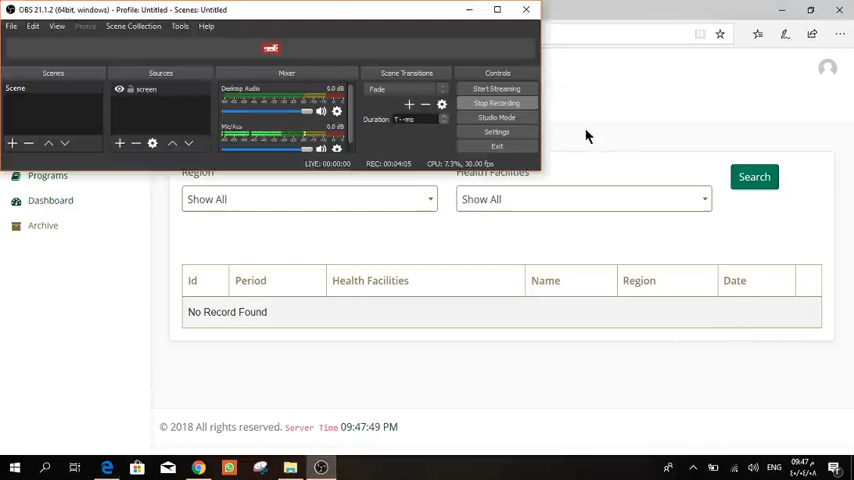 OBS 21.1.2 (64bit, windows) - Profile: Untitled - Scenes: Untitled
File Edit View Profile Scene Collection Tools Help
Scenes Sources Mixer Scene Transitions Controls
Scene
screen
Desktop Audio 0.0 dB
Mic/Aux 0.0 dB
Fade
Duration ٣٠٠ms
Start Streaming
Stop Recording
Studio Mode
Settings
Exit
LIVE: 00:00:00 REC: 00:04:05 CPU: 7.3%, 30.00 fps
Programs
Dashboard
Archive
Region
Health Facilities
Show All
Show All
Search
Id Period Health Facilities Name Region Date
No Record Found
© 2018 All rights reserved. Server Time 09:47:49 PM
ENG
09:47 م